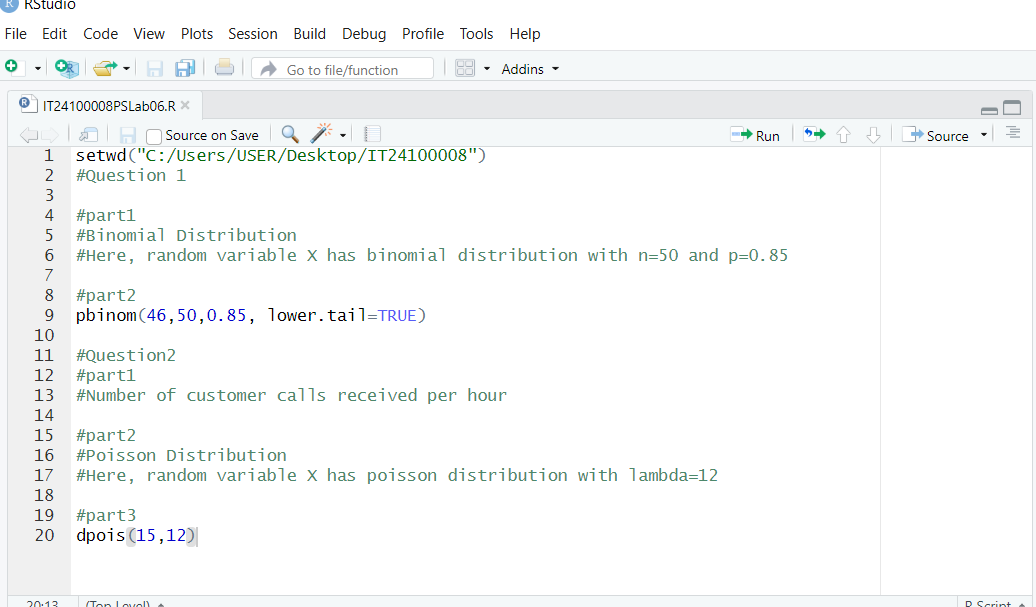 RStudio
File Edit Code View Plots Session Build Debug Profile Tools Help
Go to file/function Addins
IT24100008PSLab06.R
Source on Save Run Source
1 setwd("C:/Users/USER/Desktop/IT24100008")
2 #Question 1
3
4 #part1
5 #Binomial Distribution
6 #Here, random variable X has binomial distribution with n=50 and p=0.85
7
8 #part2
9 pbinom(46,50,0.85, lower.tail=TRUE)
10
11 #Question2
12 #part1
13 #Number of customer calls received per hour
14
15 #part2
16 #Poisson Distribution
17 #Here, random variable X has poisson distribution with lambda=12
18
19 #part3
20 dpois(15,12)
20:13 (Top Level) R Script